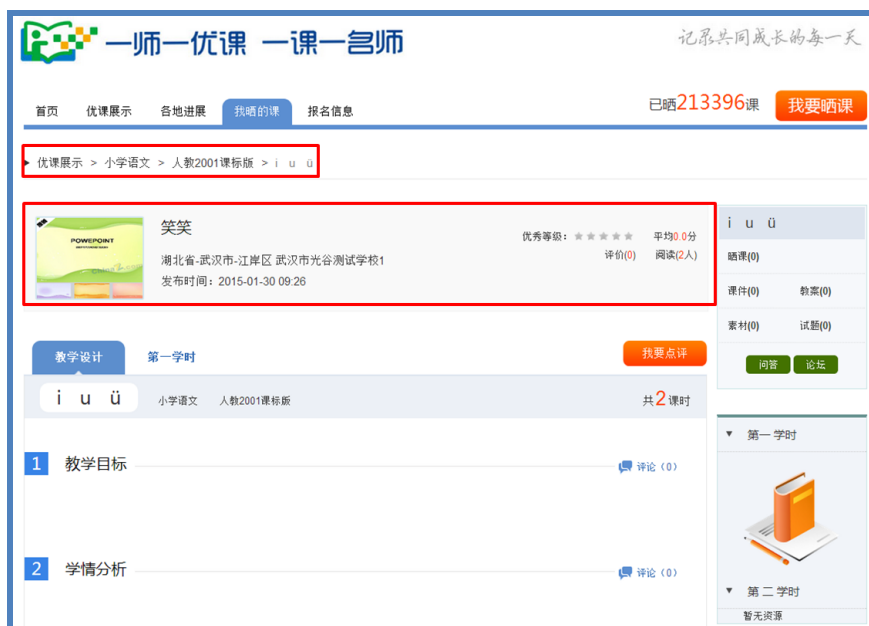 一师一优课 一课一名师
记录共同成长的每一天
首页 优课展示 各地进展 我晒的课 报名信息
已晒213396课 我要晒课
优课展示 > 小学语文 > 人教2001课标版 > i u ü
POWEPOINT
笑笑
湖北省-武汉市-江岸区 武汉市光谷测试学校1
发布时间：2015-01-30 09:26
优秀等级： 平均0.0分
评价(0) 阅读(2人)
i u ü
晒课(0)
课件(0) 教案(0)
素材(0) 试题(0)
问答 论坛
教学设计 第一学时 我要点评
i u ü 小学语文 人教2001课标版 共2课时
1 教学目标 评论（0）
2 学情分析 评论（0）
第一学时
第二学时
暂无资源